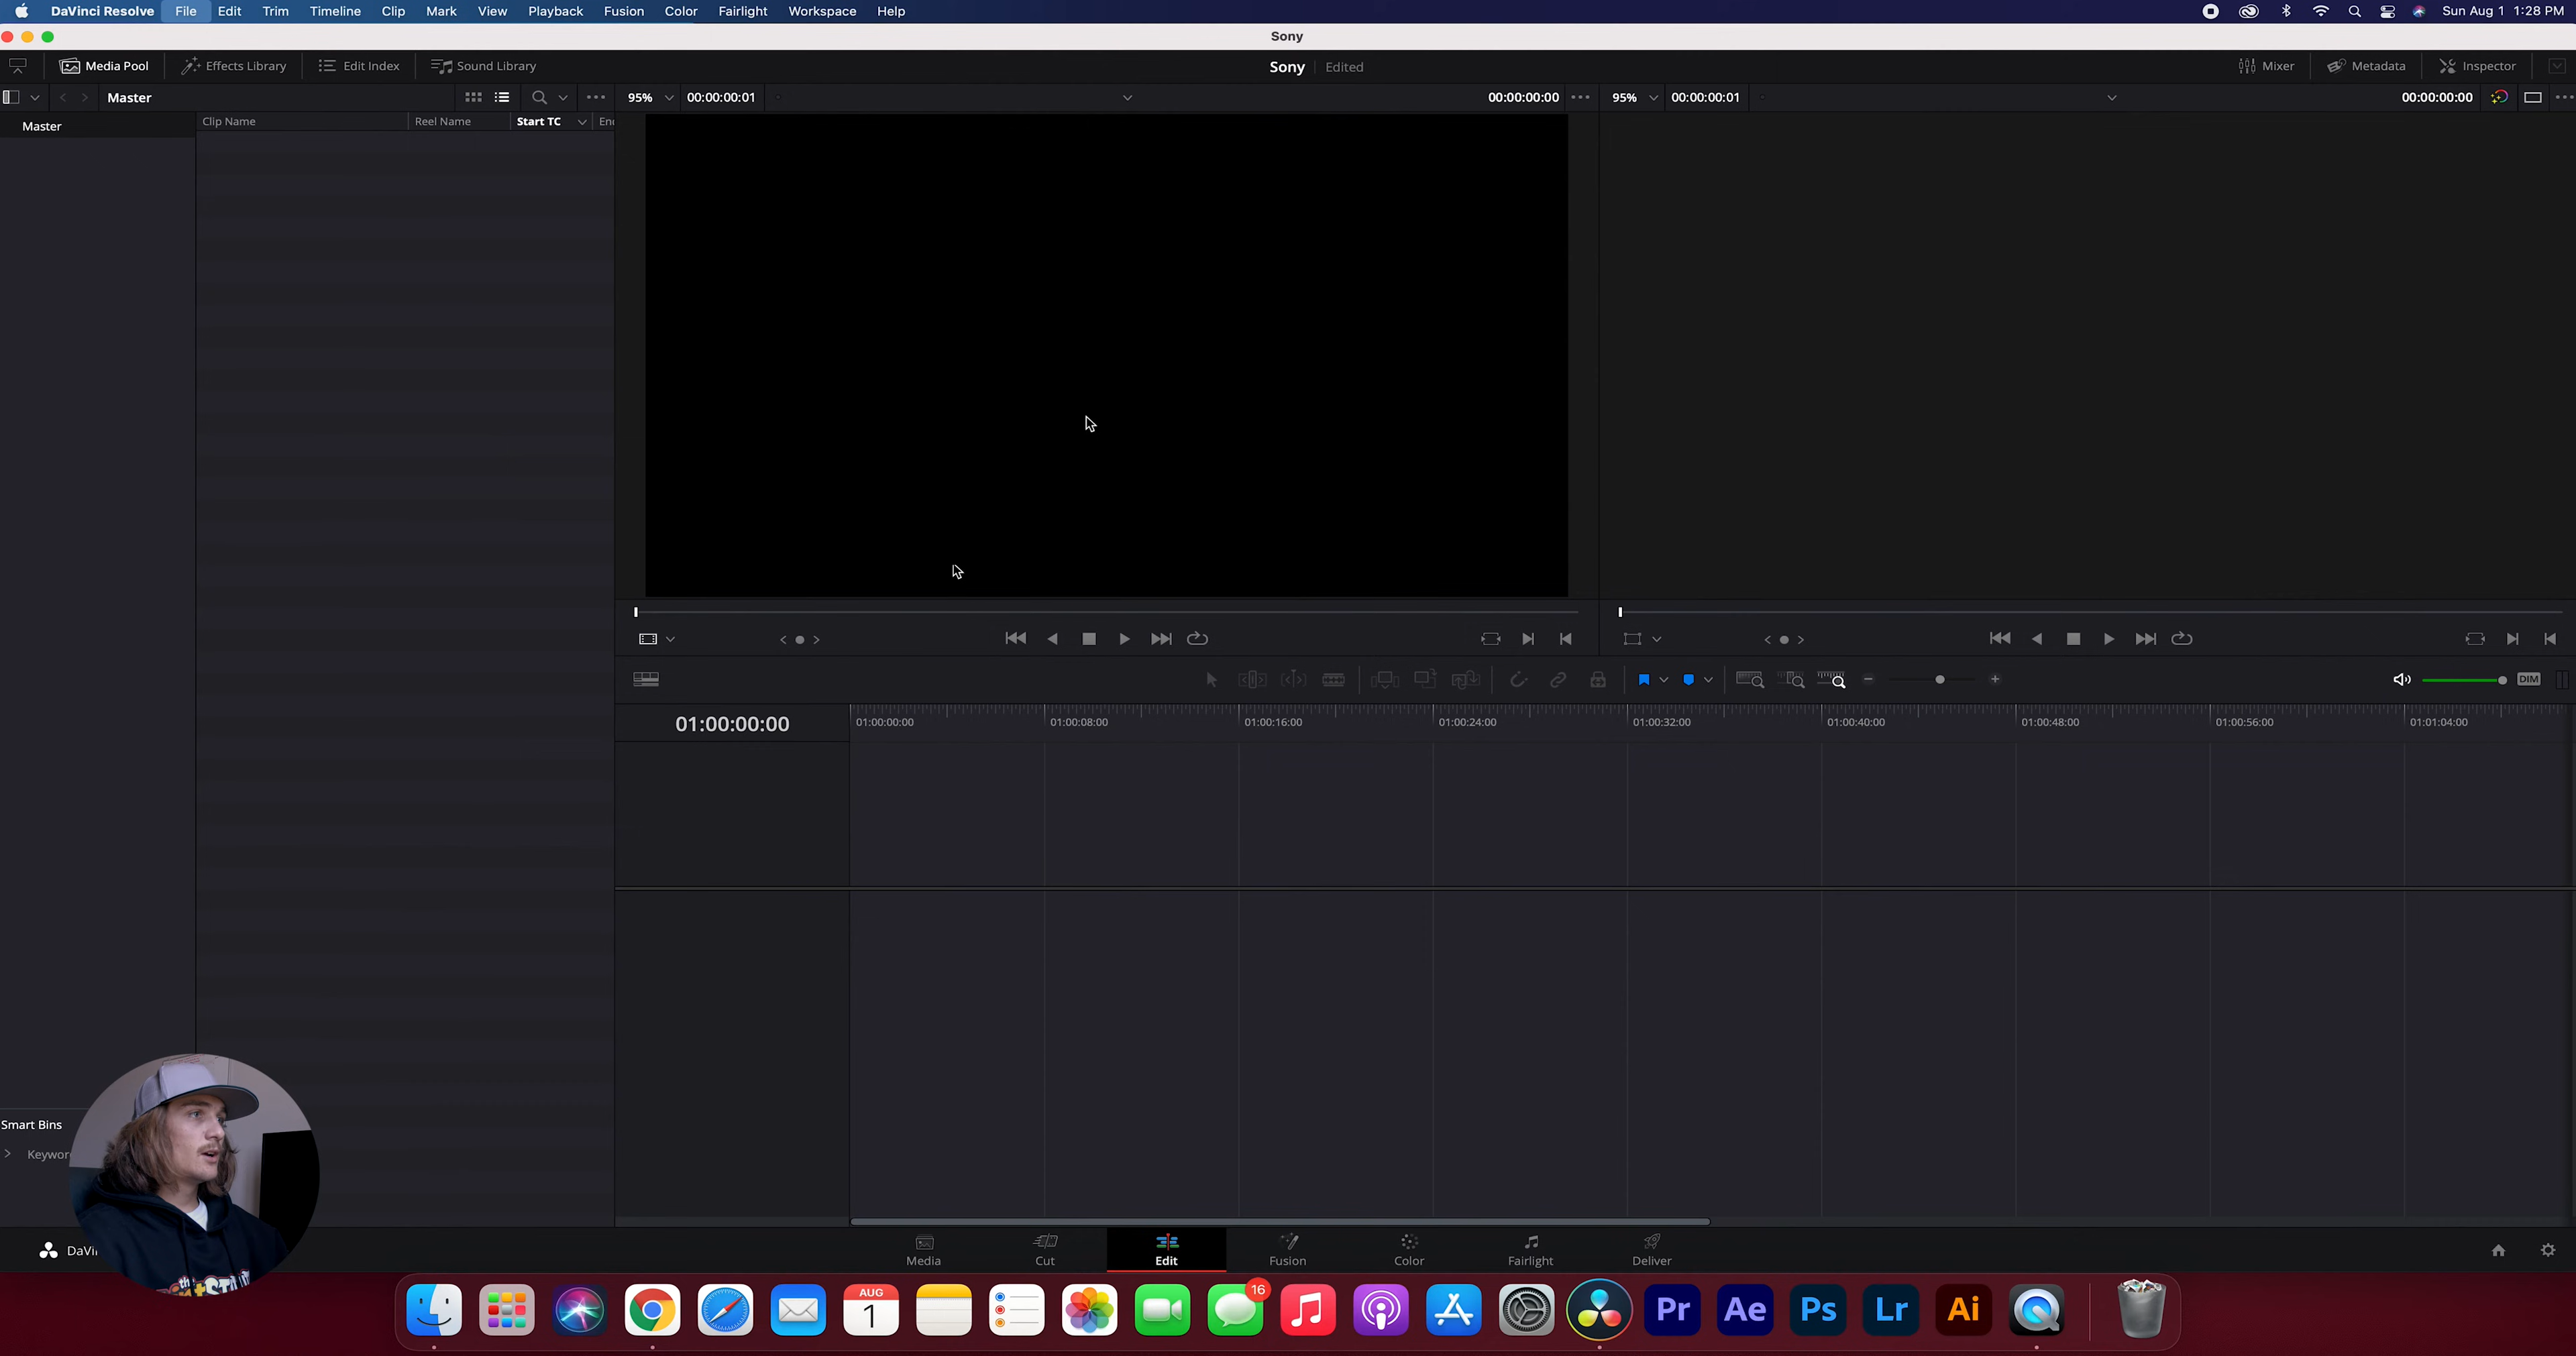 DaVinci Resolve File Edit Trim Timeline Clip Mark View Playback Fusion Color Fairlight Workspace Help Sun Aug 1 1:28 PM
Sony
Media Pool Effects Library Edit Index Sound Library Sony Edited Mixer Metadata Inspector
Master 95% 00:00:00:01 00:00:00:00 95% 00:00:00:01 00:00:00:00
Master Clip Name Reel Name Start TC
DIM
01:00:00:00 01:00:00:00 01:00:08:00 01:00:16:00 01:00:24:00 01:00:32:00 01:00:40:00 01:00:48:00 01:00:56:00 01:01:04:00
Smart Bins
Keywor
DaVi
Media Cut Edit Fusion Color Fairlight Deliver
AUG
1
16
Pr Ae Ps Lr Ai